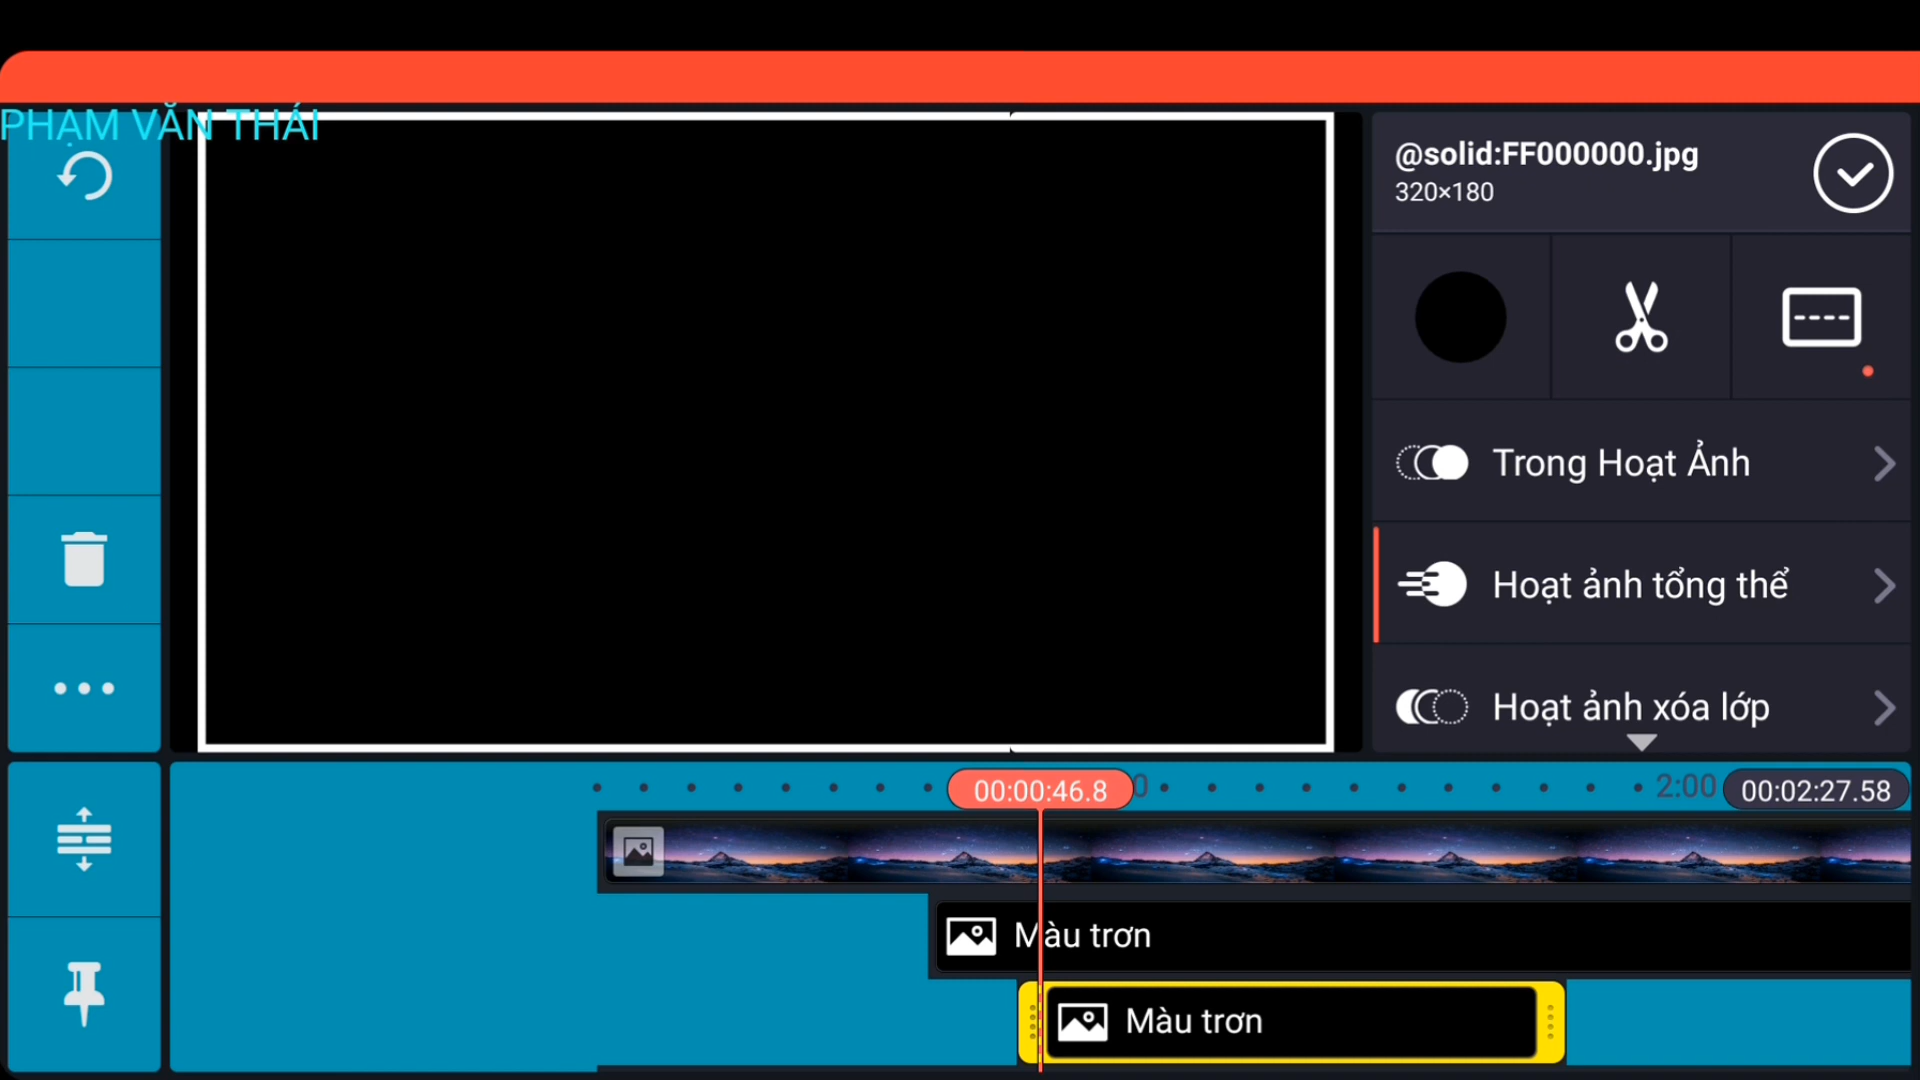 PHẠM VĂN THÁI
@solid:FF000000.jpg
320×180
Trong Hoạt Ảnh
Hoạt ảnh tổng thể
Hoạt ảnh xóa lớp
00:00:46.8
0
2:00
00:02:27.58
Màu trơn
Màu trơn